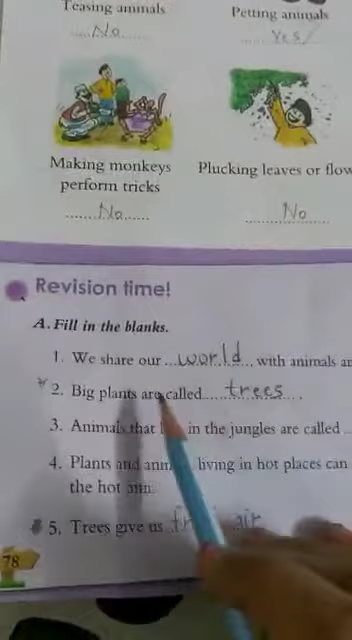 Teasing animals Petting animals
No Yes
Making monkeys Plucking leaves or flow
perform tricks
No No
Revision time!
A. Fill in the blanks.
1. We share our world with animals an
2. Big plants are called trees.
3. Animals that in the jungles are called
4. Plants and living in hot places can
the hot
5. Trees give us air
78